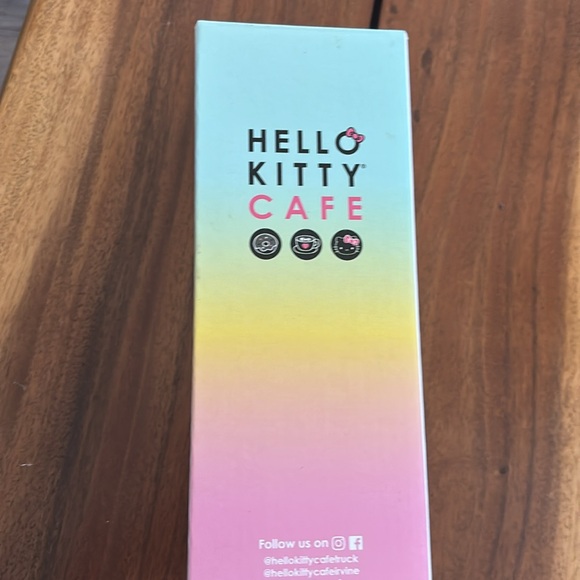 HELLO
KITTY®
CAFE
Follow us on
@hellokittycafetruck
@hellokittycafeirvine